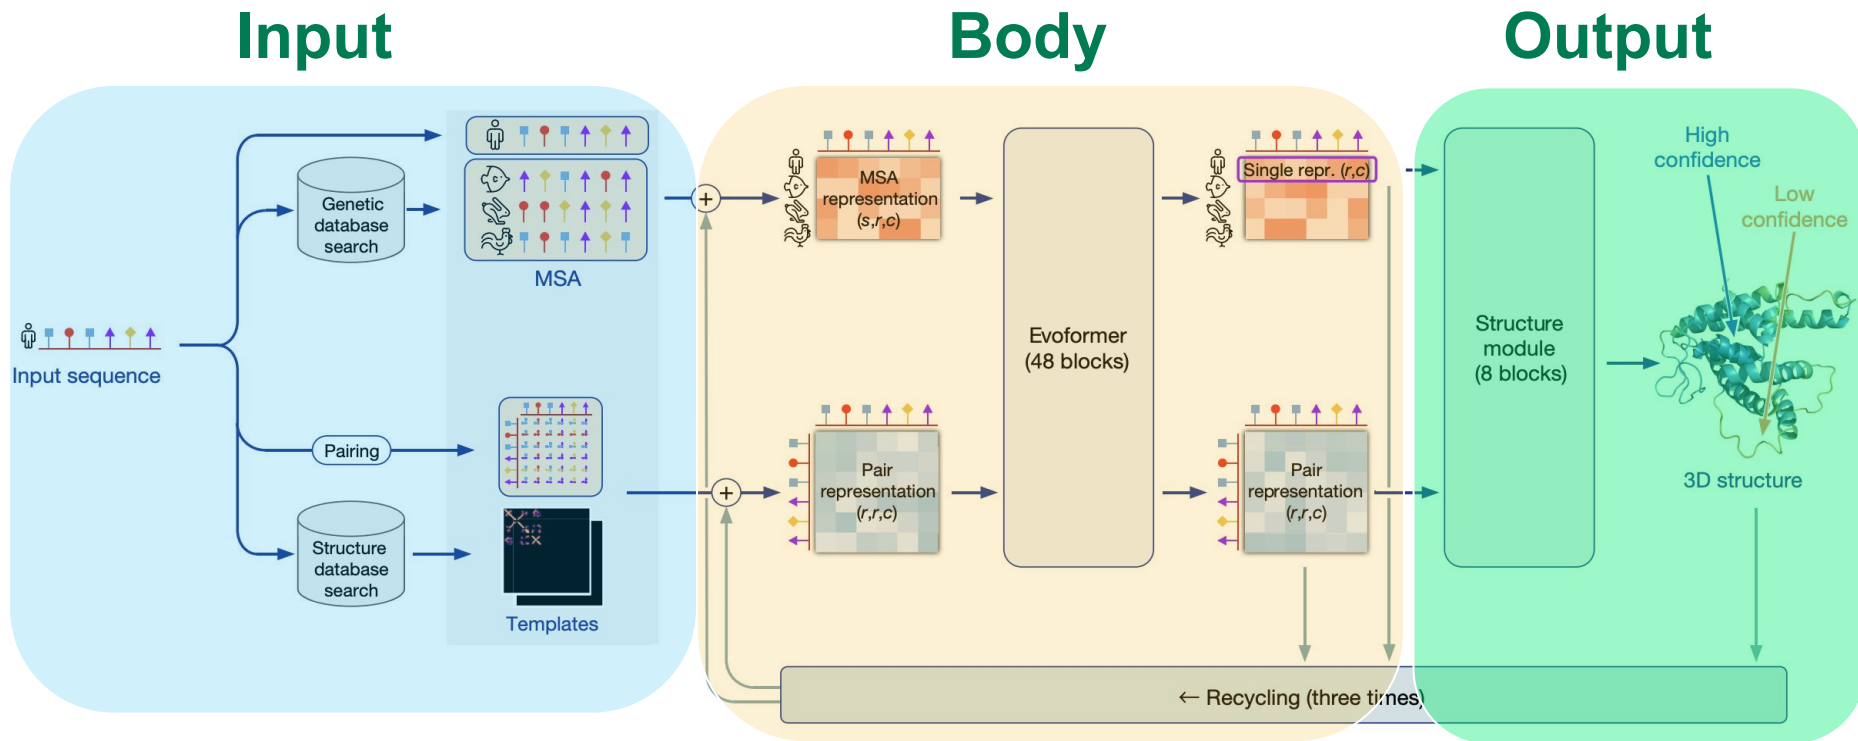 Input
Body
Output
Input sequence
Genetic
database
search
MSA
Pairing
Structure
database
search
Templates
+
+
MSA
representation
(s,r,c)
Pair
representation
(r,r,c)
Evoformer
(48 blocks)
Single repr. (r,c)
Pair
representation
(r,r,c)
Structure
module
(8 blocks)
High
confidence
Low
confidence
3D structure
← Recycling (three times)